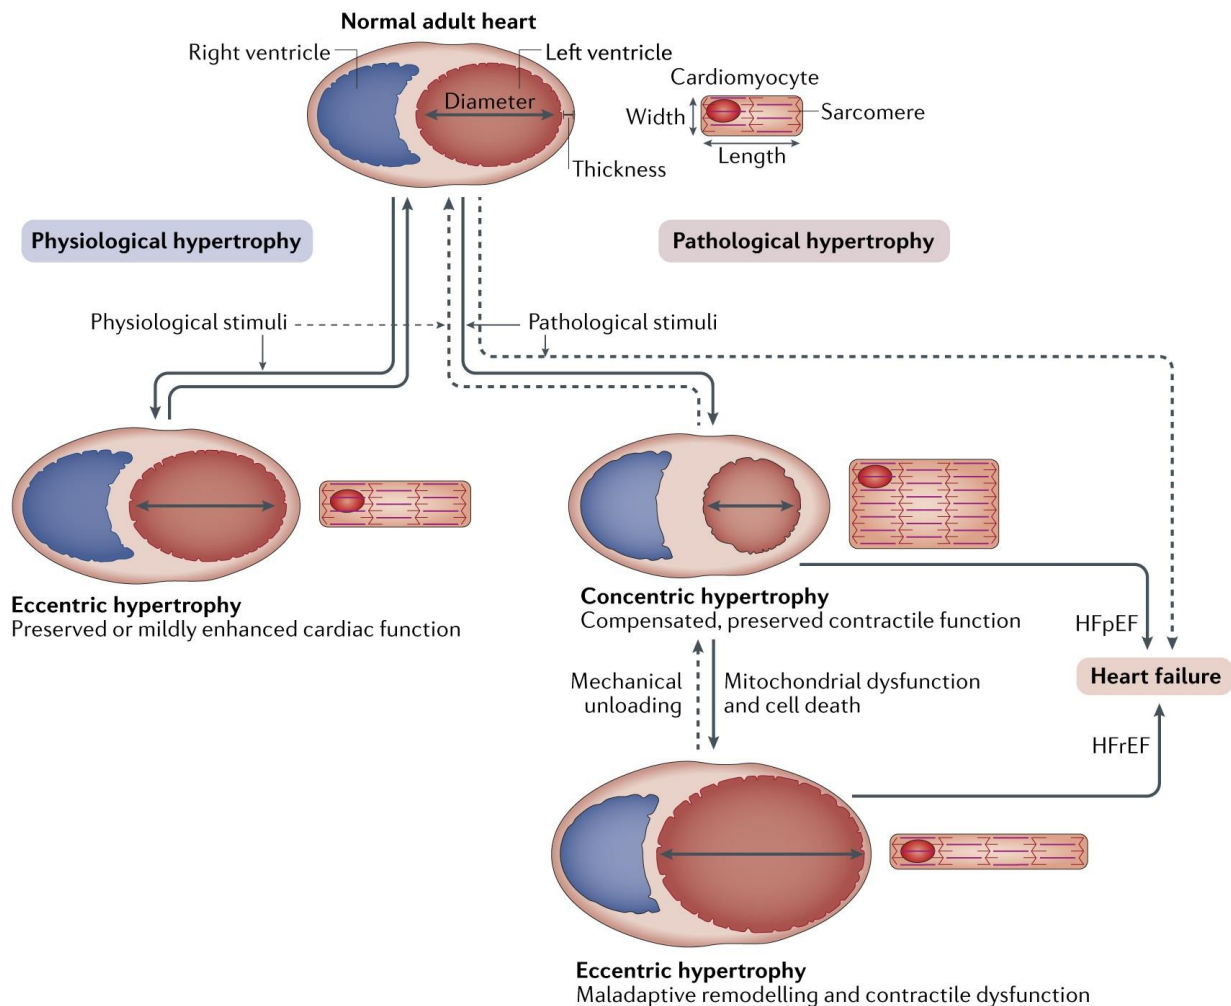 Normal adult heart
Right ventricle
Left ventricle
Diameter
Thickness
Cardiomyocyte
Width
Sarcomere
Length
Physiological hypertrophy
Pathological hypertrophy
Physiological stimuli
Pathological stimuli
Eccentric hypertrophy
Preserved or mildly enhanced cardiac function
Concentric hypertrophy
Compensated, preserved contractile function
HFpEF
Mechanical
unloading
Mitochondrial dysfunction
and cell death
Heart failure
HFrEF
Eccentric hypertrophy
Maladaptive remodelling and contractile dysfunction